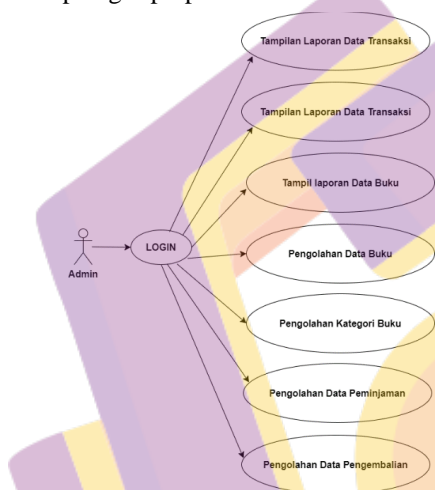 Tampilan Laporan Data Transaksi
Tampilan Laporan Data Transaksi
Tampil laporan Data Buku
LOGIN
Admin
Pengolahan Data Buku
Pengolahan Kategori Buku
Pengolahan Data Peminjaman
Pengolahan Data Pengembalian